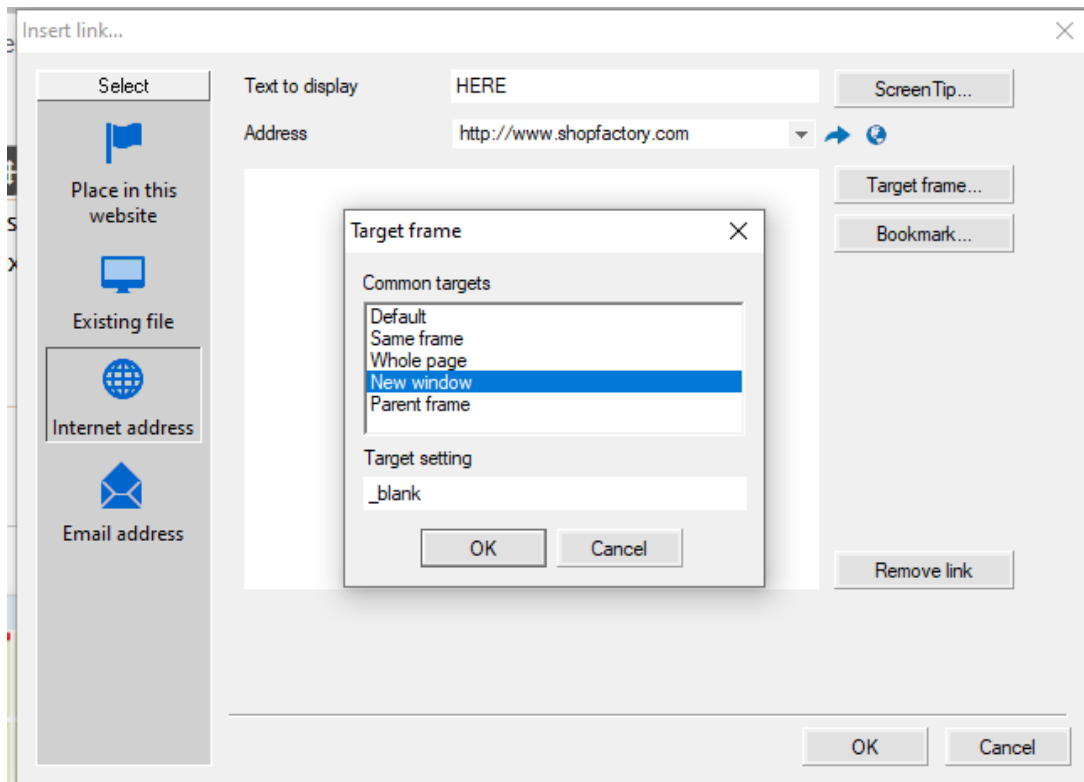 Insert link...
Select
Place in this
website
Existing file
Internet address
Email address
Text to display
HERE
ScreenTip...
Address
http://www.shopfactory.com
Target frame...
Bookmark...
Target frame
Common targets
Default
Same frame
Whole page
New window
Parent frame
Target setting
_blank
OK
Cancel
Remove link
OK
Cancel